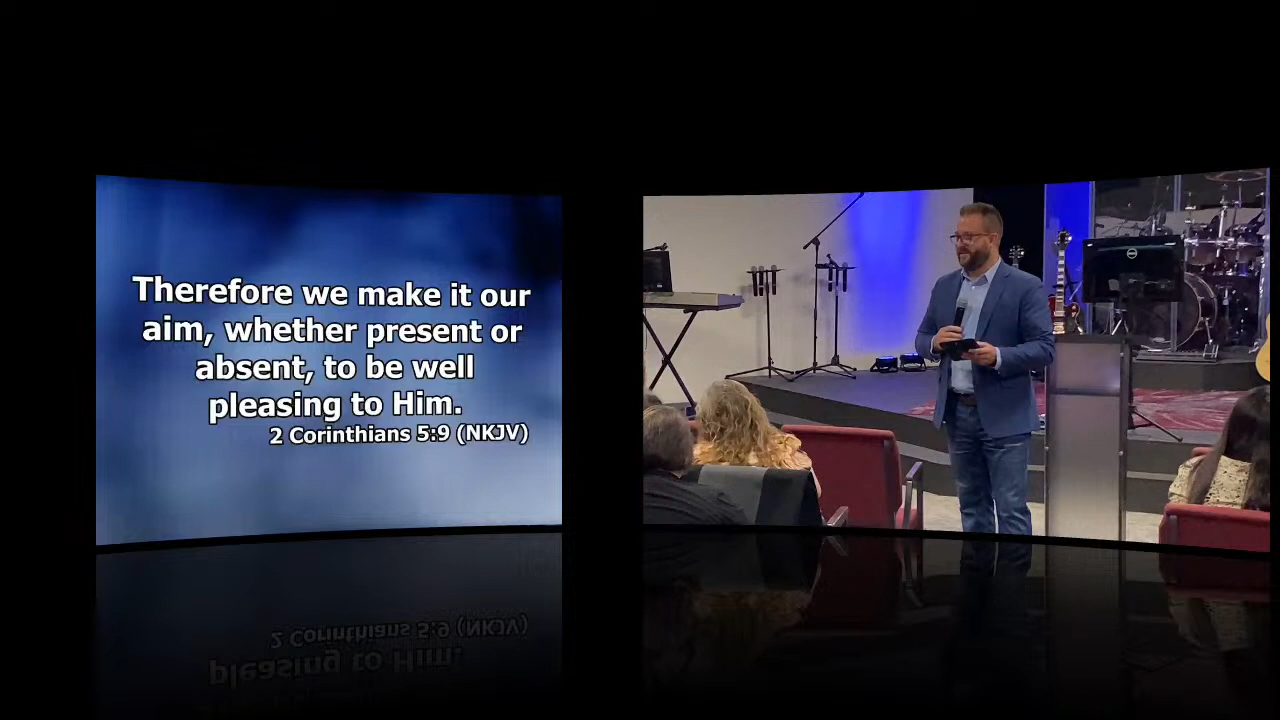 Therefore we make it our
aim, whether present or
absent, to be well
pleasing to Him.
2 Corinthians 5:9 (NKJV)